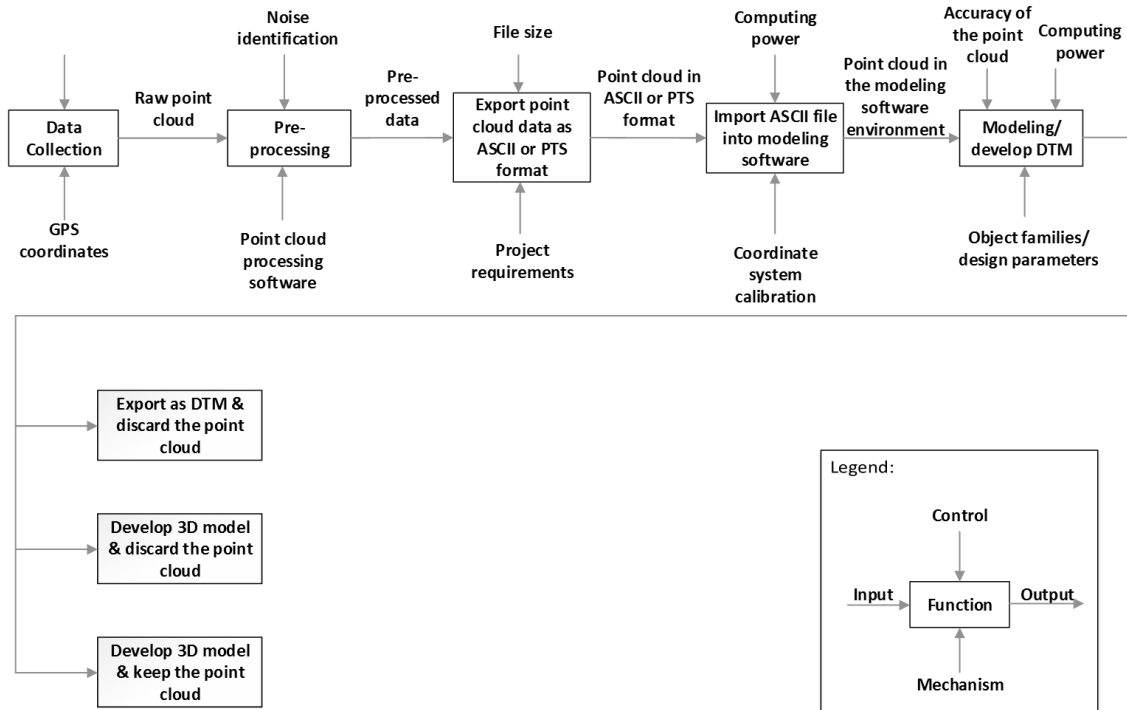 Noise
identification
File size
Computing
power
Accuracy of
the point
cloud
Computing
power
Raw point
cloud
Pre-
processed
data
Point cloud in
ASCII or PTS
format
Point cloud in
the modeling
software
environment
Data
Collection
Pre-
processing
Export point
cloud data as
ASCII or PTS
format
Import ASCII file
into modeling
software
Modeling/
develop DTM
GPS
coordinates
Point cloud
processing
software
Project
requirements
Coordinate
system
calibration
Object families/
design parameters
Export as DTM &
discard the point
cloud
Develop 3D model
& discard the point
cloud
Develop 3D model
& keep the point
cloud
Legend:
Control
Input
Function
Output
Mechanism